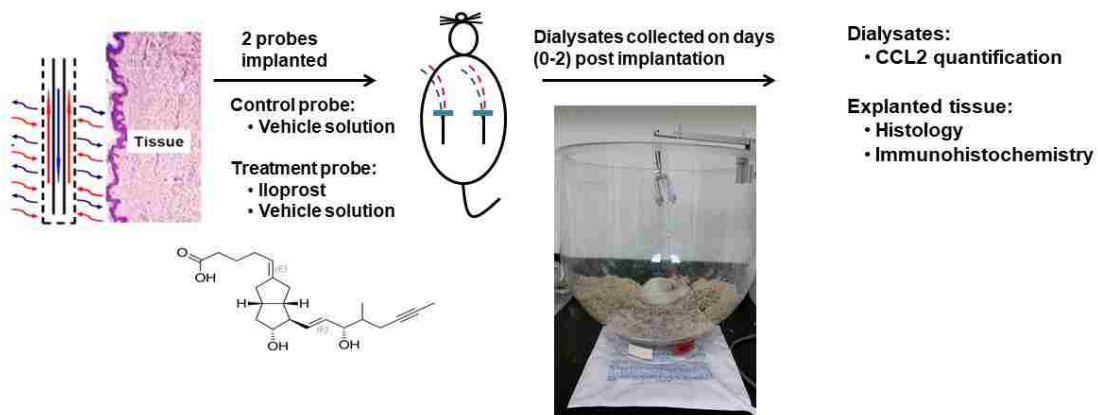 2 probes
implanted
Control probe:
• Vehicle solution
Treatment probe:
• Iloprost
• Vehicle solution
Tissue
Dialysates collected on days
(0-2) post implantation
Dialysates:
• CCL2 quantification
Explanted tissue:
• Histology
• Immunohistochemistry
O
OH
(E)
H
H
(E)
OH
OH